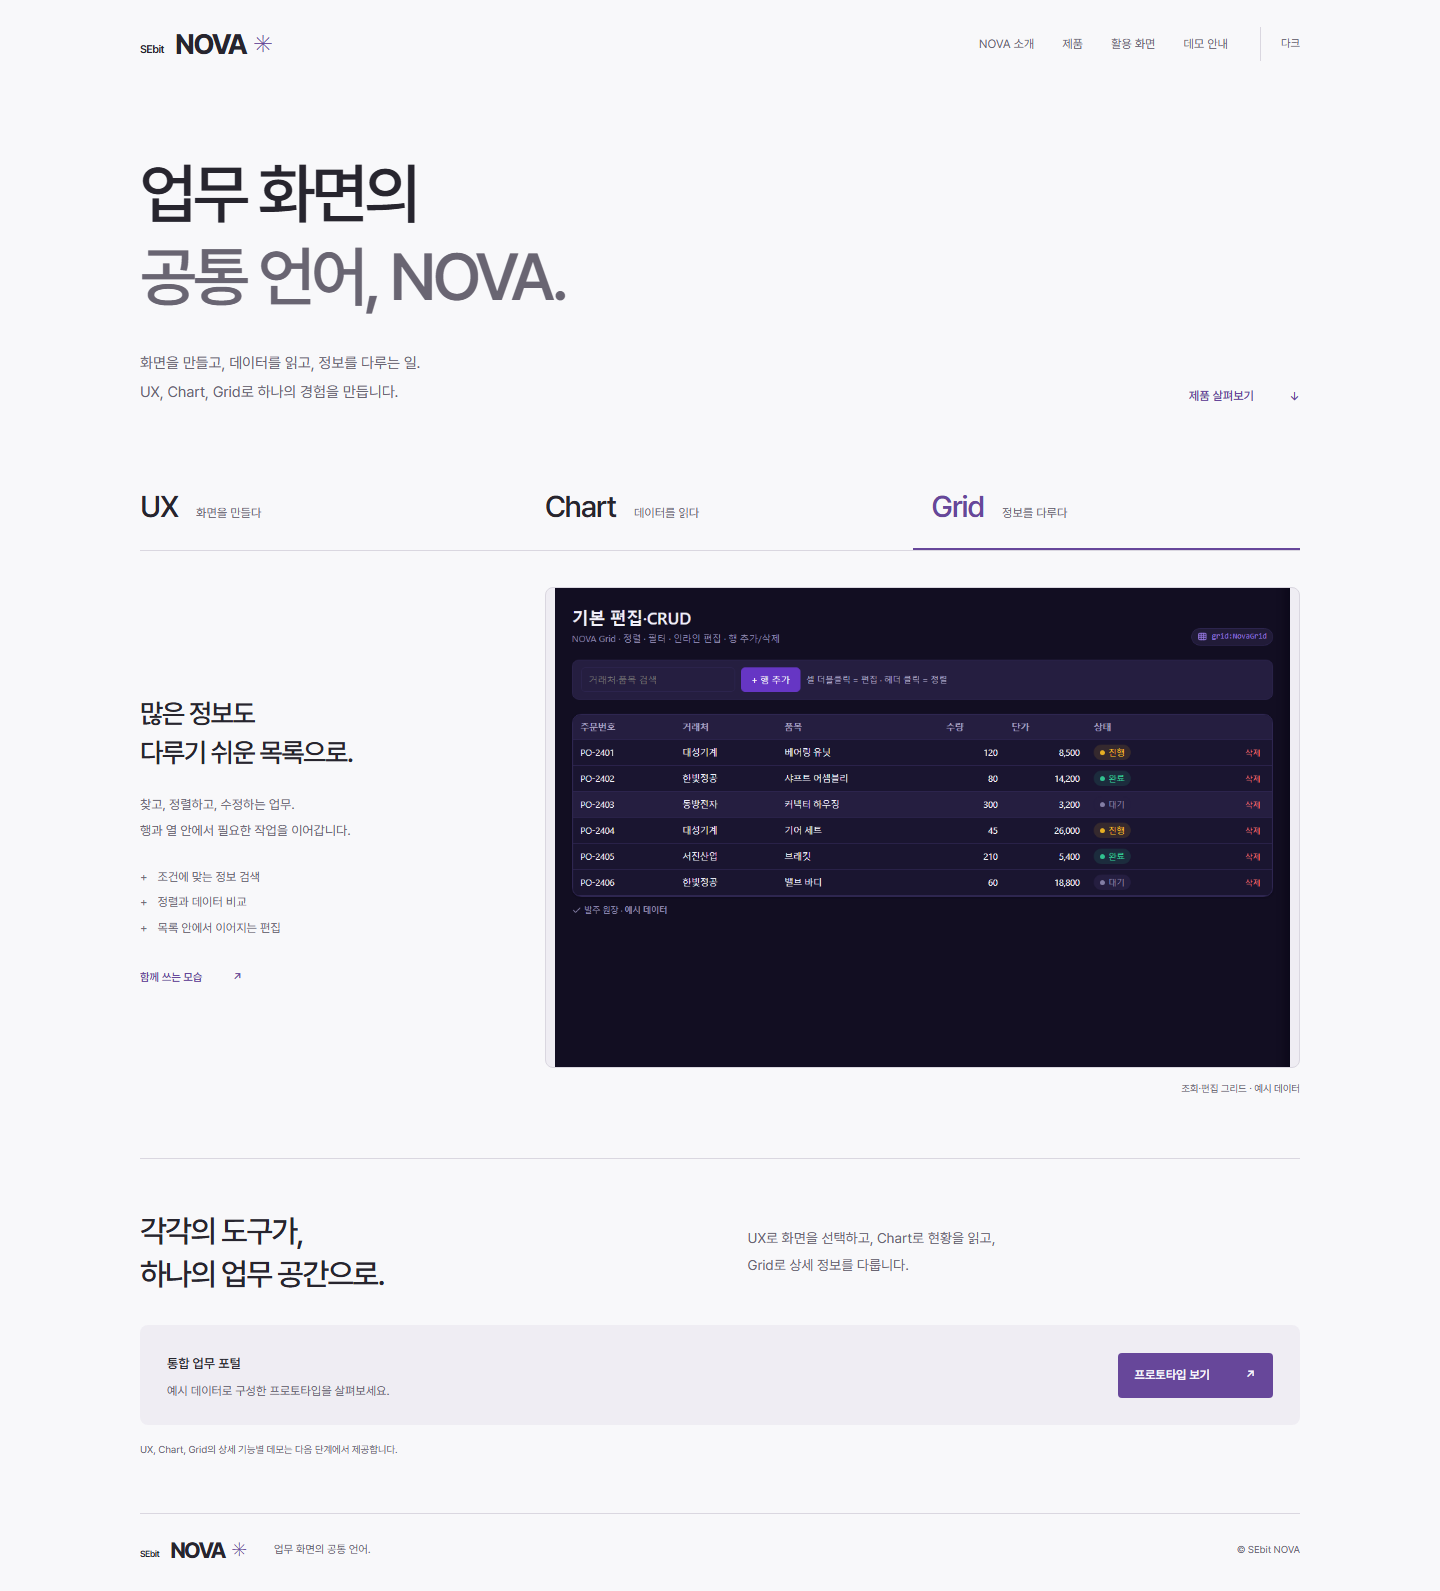 SEbit NOVA
NOVA 소개
제품
활용 화면
데모 안내
다크
업무 화면의
공통 언어, NOVA.
화면을 만들고, 데이터를 읽고, 정보를 다루는 일.
UX, Chart, Grid로 하나의 경험을 만듭니다.
제품 살펴보기 ↓
UX 화면을 만들다
Chart 데이터를 읽다
Grid 정보를 다루다
많은 정보도
다루기 쉬운 목록으로.
찾고, 정렬하고, 수정하는 업무.
행과 열 안에서 필요한 작업을 이어갑니다.
+ 조건에 맞는 정보 검색
+ 정렬과 데이터 비교
+ 목록 안에서 이어지는 편집
함께 쓰는 모습 ↗
기본 편집·CRUD
NOVA Grid · 정렬 · 필터 · 인라인 편집 · 행 추가/삭제
grid:NovaGrid
거래처·품목 검색
+ 행 추가
셀 더블클릭 = 편집 · 헤더 클릭 = 정렬
주문번호 거래처 품목 수량 단가 상태
PO-2401 대성기계 베어링 유닛 120 8,500 진행 삭제
PO-2402 한빛정공 샤프트 어셈블리 80 14,200 완료 삭제
PO-2403 동방전자 커넥터 하우징 300 3,200 대기 삭제
PO-2404 대성기계 기어 세트 45 26,000 진행 삭제
PO-2405 서진산업 브래킷 210 5,400 완료 삭제
PO-2406 한빛정공 밸브 바디 60 18,800 대기 삭제
✓ 발주 원장 · 예시 데이터
조회·편집 그리드 · 예시 데이터
각각의 도구가,
하나의 업무 공간으로.
UX로 화면을 선택하고, Chart로 현황을 읽고,
Grid로 상세 정보를 다룹니다.
통합 업무 포털
예시 데이터로 구성한 프로토타입을 살펴보세요.
프로토타입 보기 ↗
UX, Chart, Grid의 상세 기능별 데모는 다음 단계에서 제공합니다.
SEbit NOVA
업무 화면의 공통 언어.
© SEbit NOVA